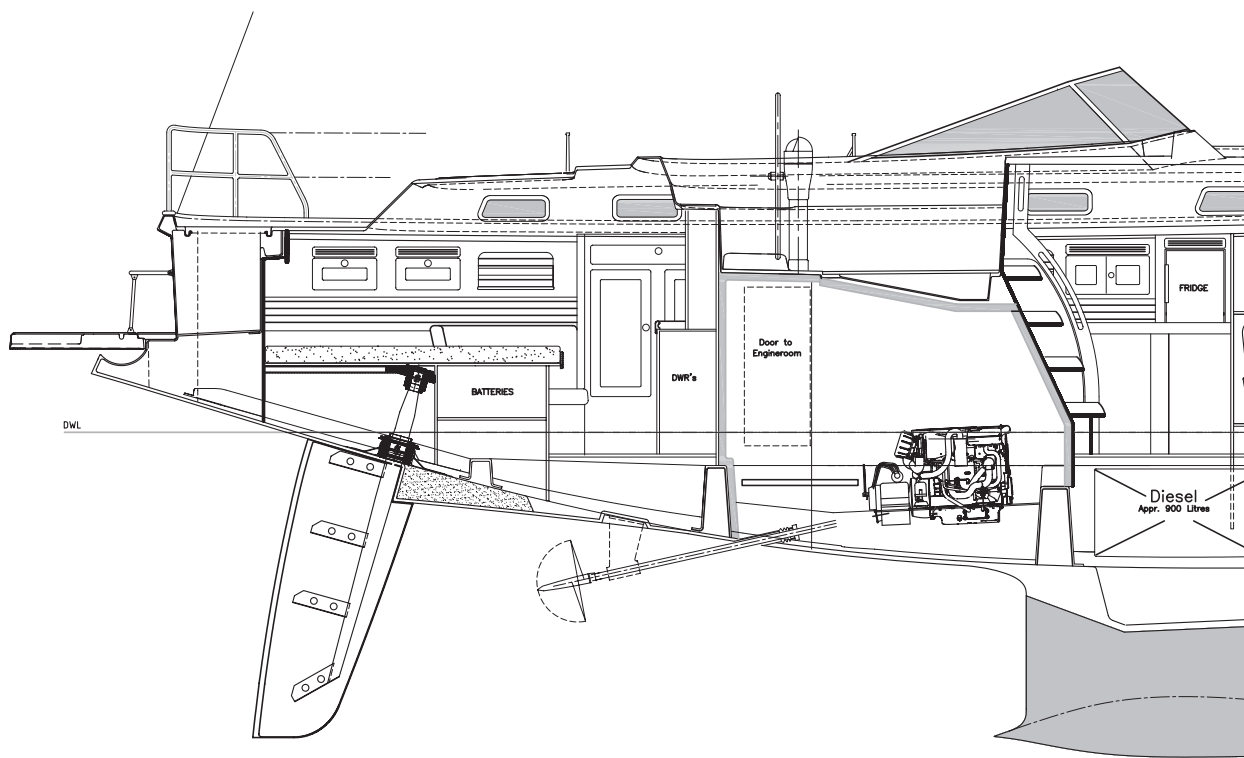 FRIDGE
Door to
Engineroom
DWR's
BATTERIES
DWL
Diesel
Appr. 900 Litres